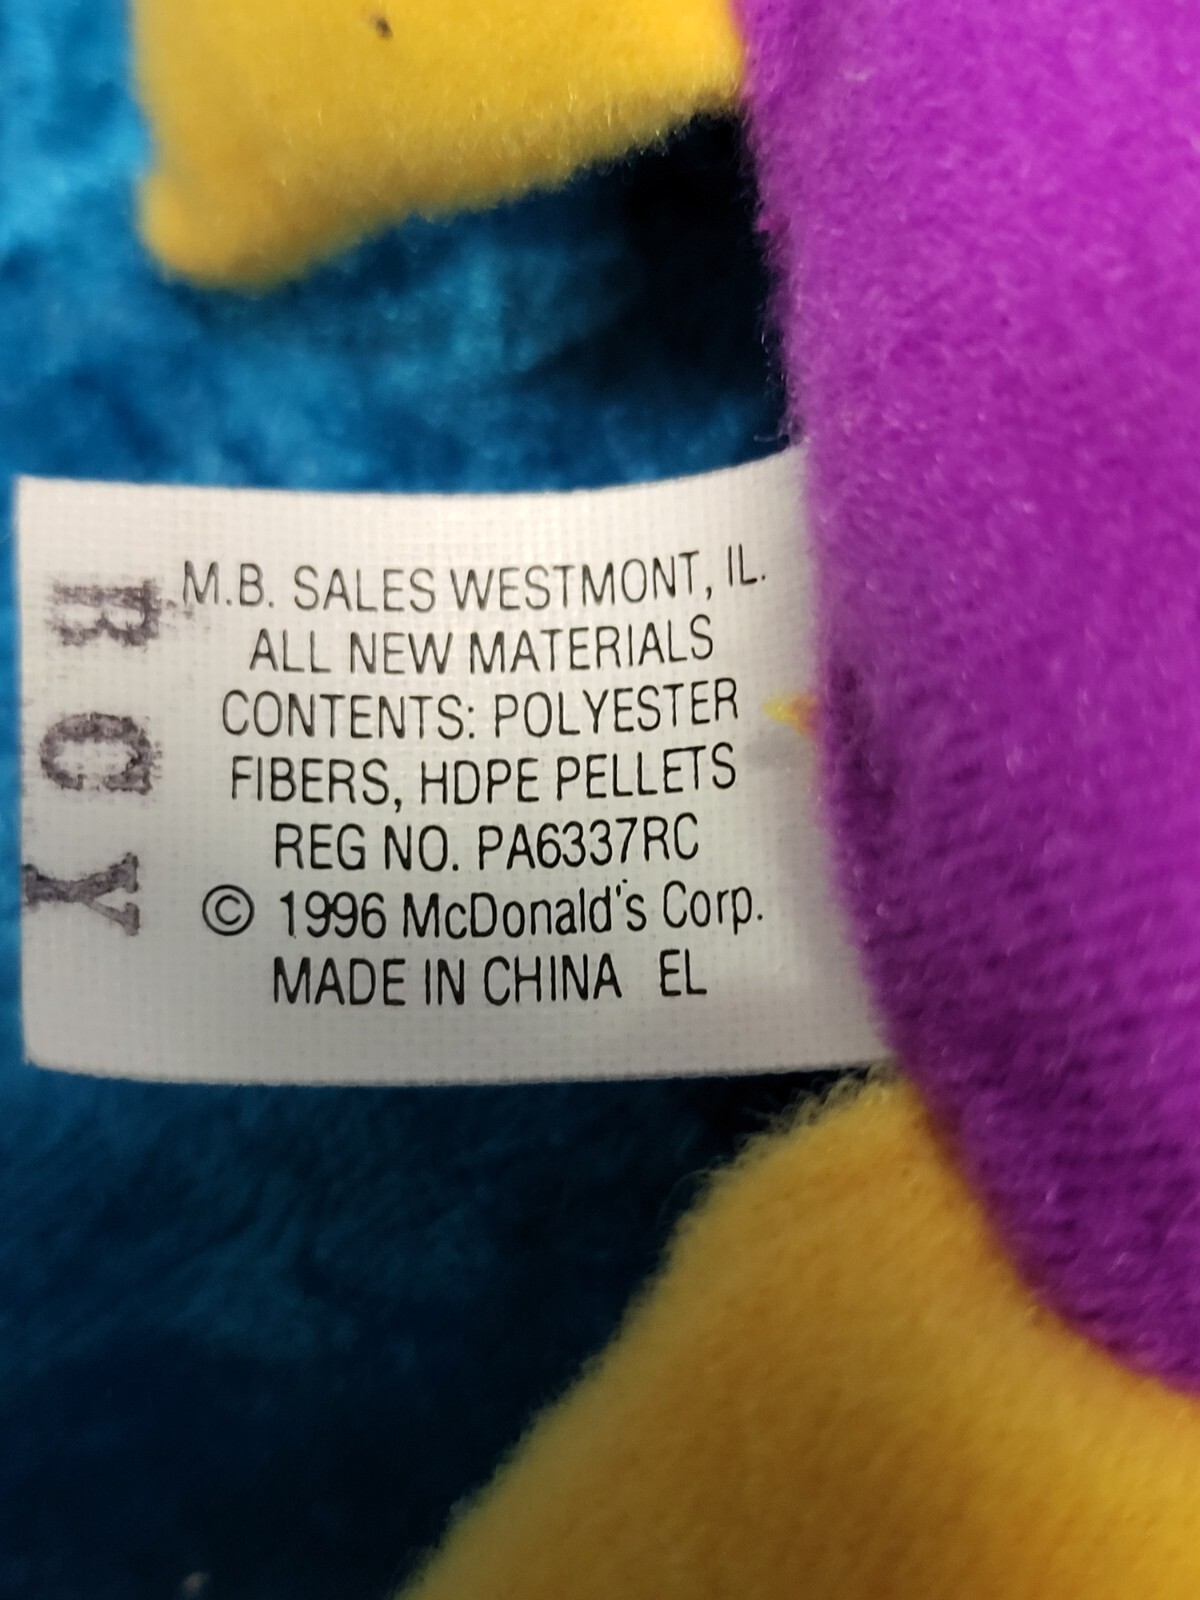 M.B. SALES WESTMONT, IL.
ALL NEW MATERIALS
CONTENTS: POLYESTER
FIBERS, HDPE PELLETS
REG NO. PA6337RC
© 1996 McDonald's Corp.
MADE IN CHINA EL